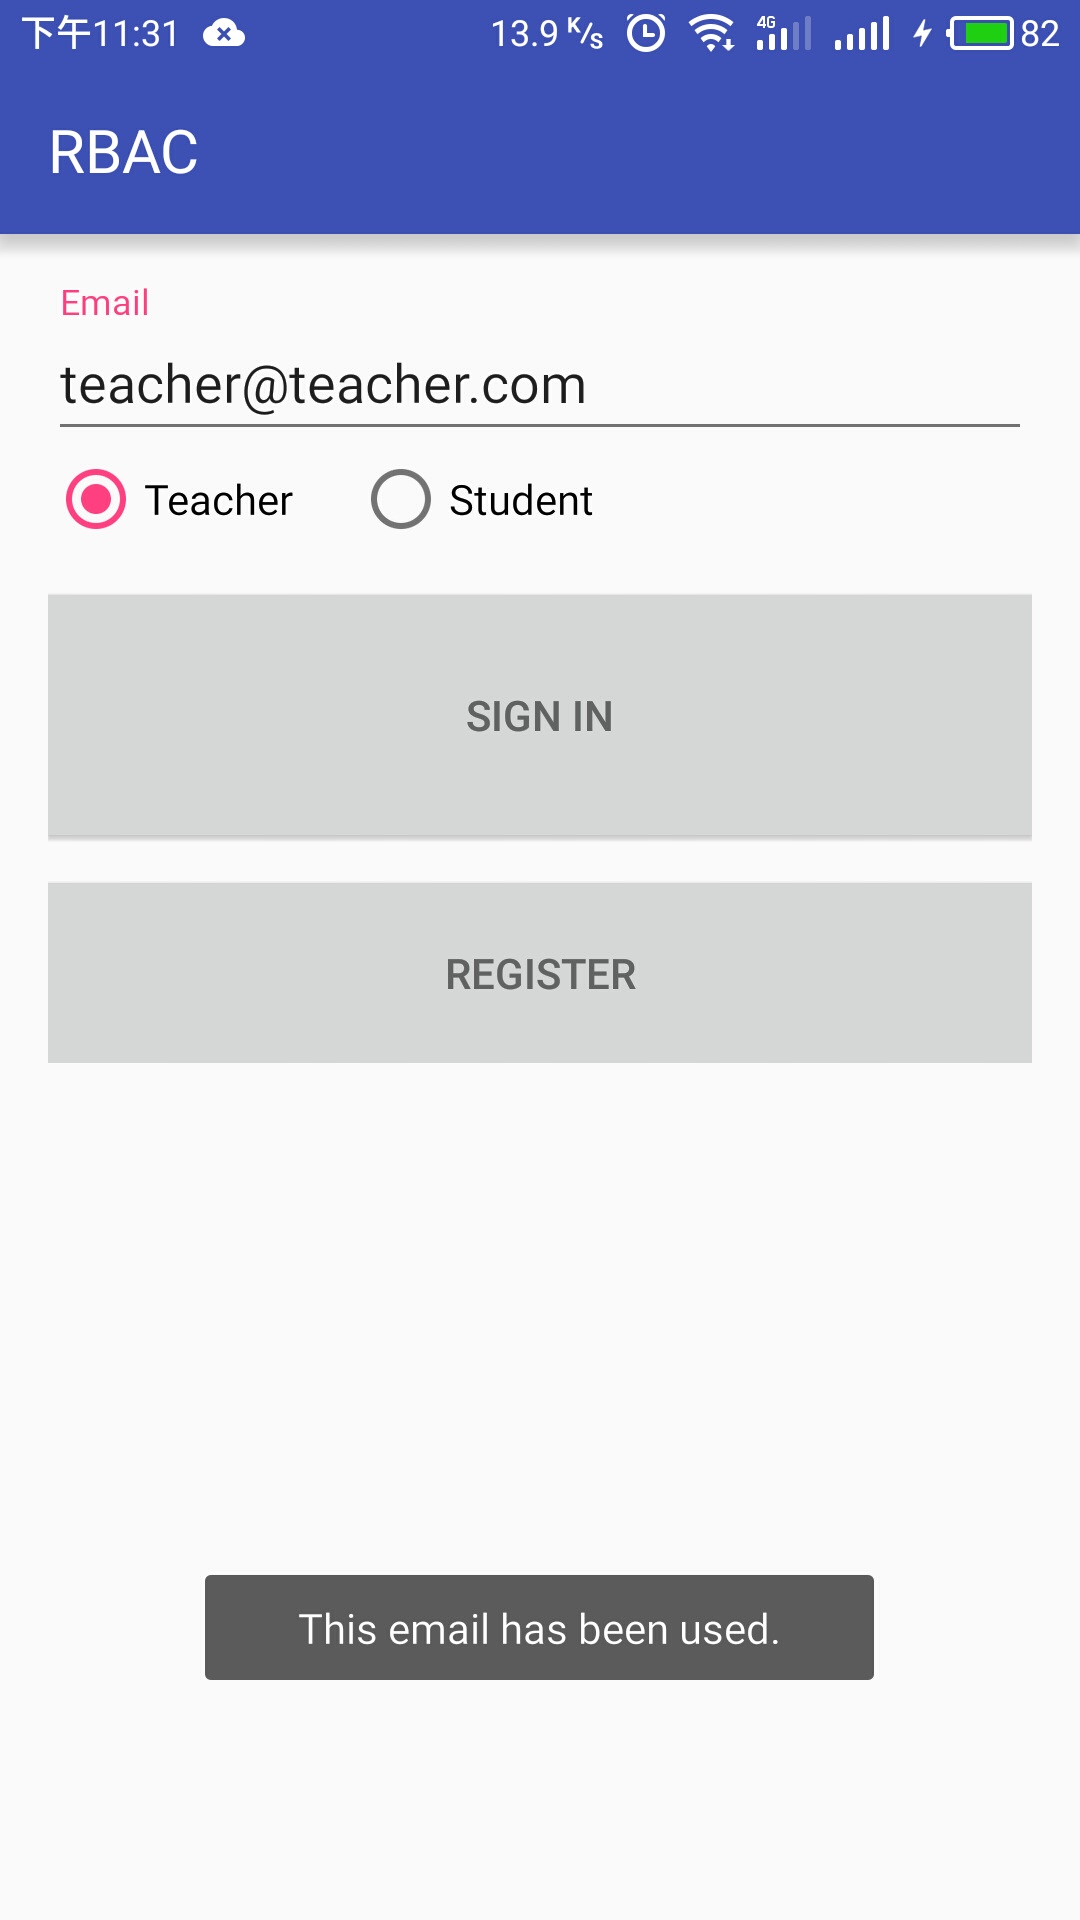 下午11:31 13.9 K/s 4G 82
RBAC
Email
teacher@teacher.com
Teacher Student
SIGN IN
REGISTER
This email has been used.